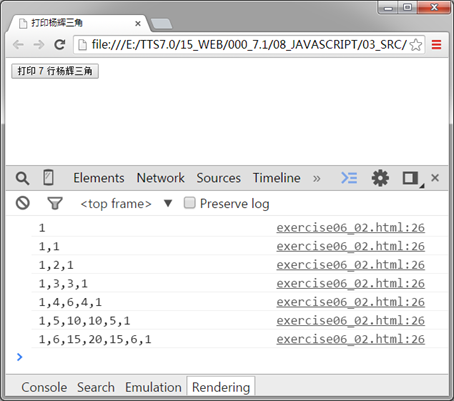 打印杨辉三角
file:///E:/TTS7.0/15_WEB/000_7.1/08_JAVASCRIPT/03_SRC/
打印 7 行杨辉三角
Elements Network Sources Timeline »
<top frame> ▼ Preserve log
1 exercise06_02.html:26
1,1 exercise06_02.html:26
1,2,1 exercise06_02.html:26
1,3,3,1 exercise06_02.html:26
1,4,6,4,1 exercise06_02.html:26
1,5,10,10,5,1 exercise06_02.html:26
1,6,15,20,15,6,1 exercise06_02.html:26
>
Console Search Emulation Rendering